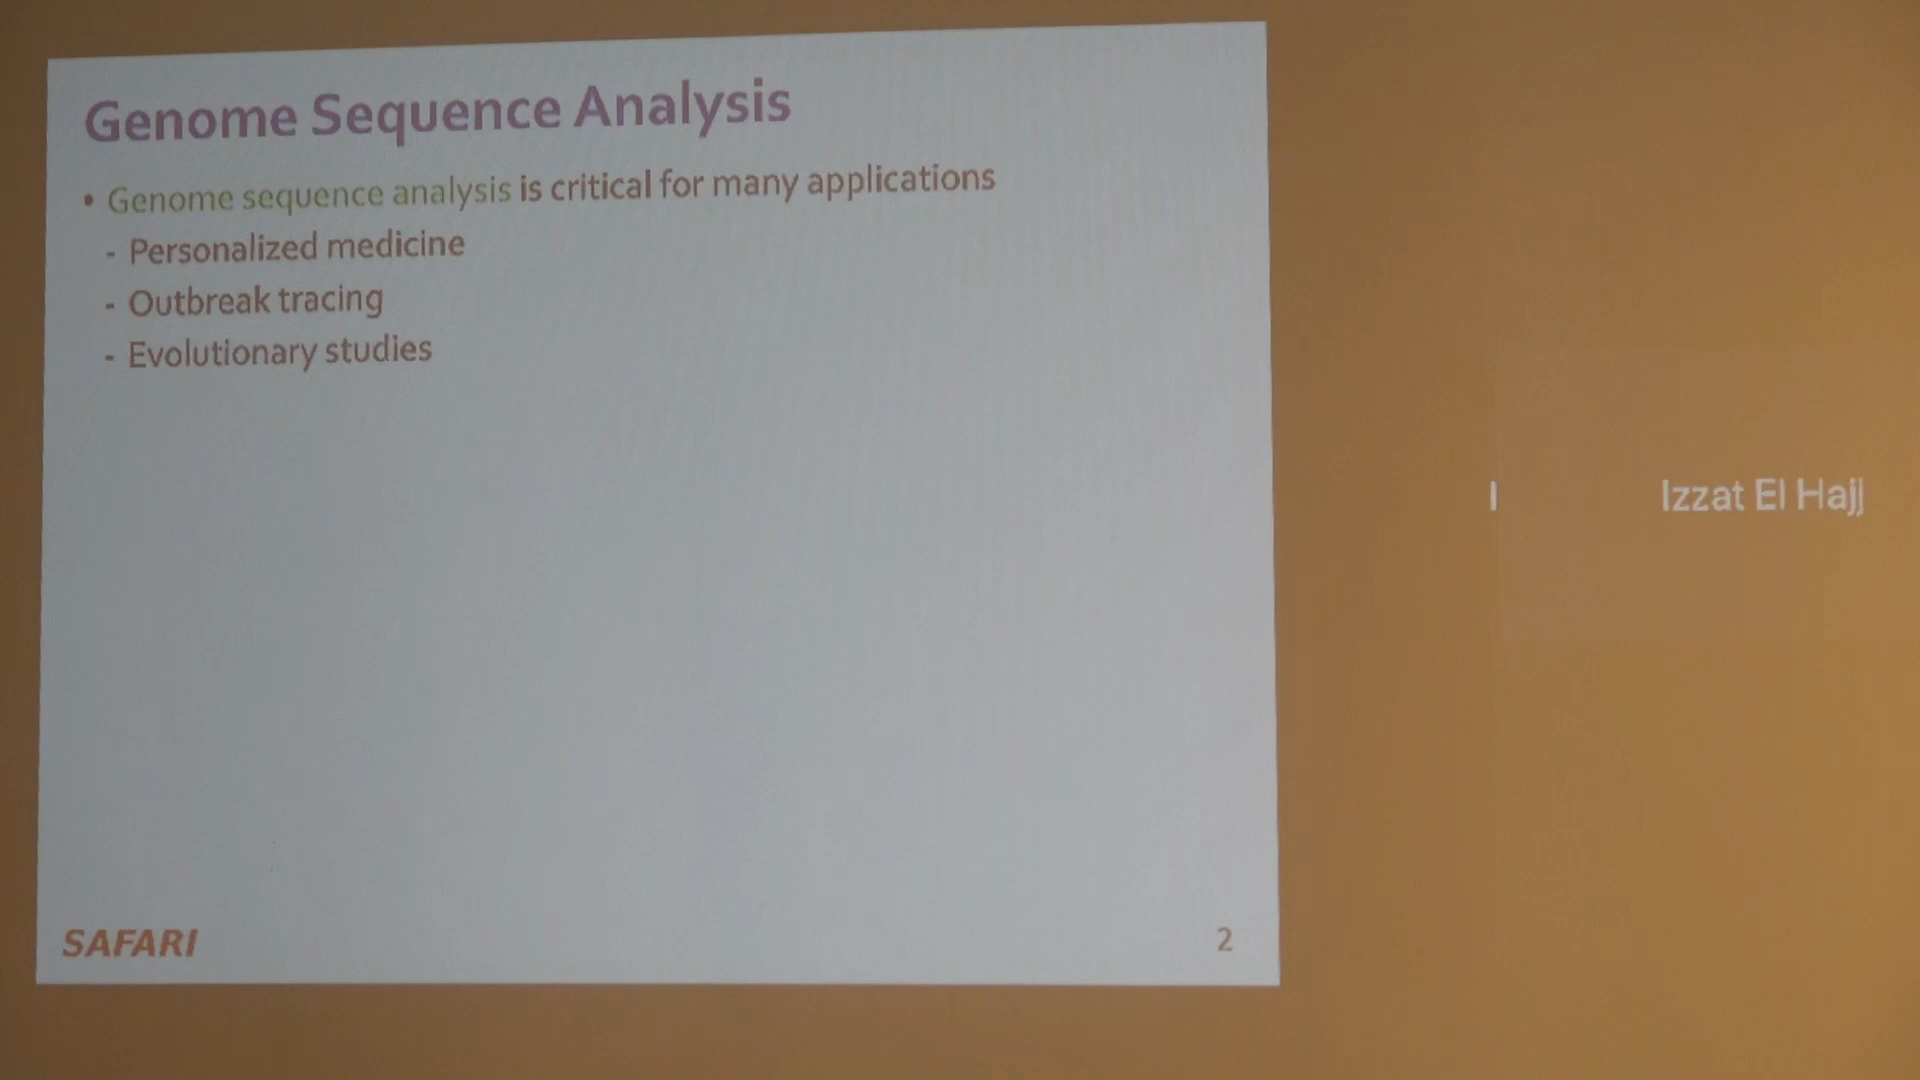 Genome Sequence Analysis
• Genome sequence analysis is critical for many applications
- Personalized medicine
- Outbreak tracing
- Evolutionary studies
SAFARI
2
I
Izzat El Hajj